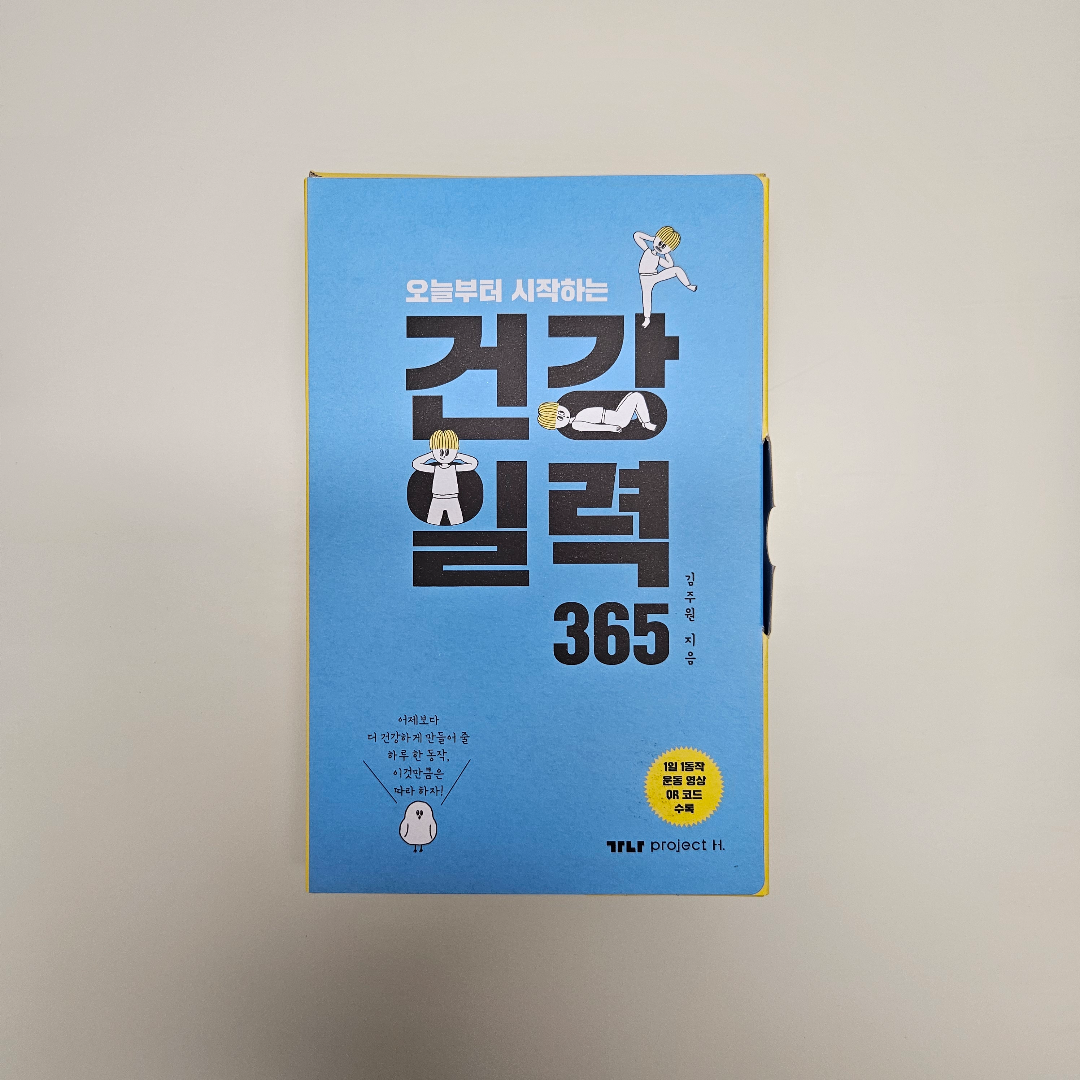 오늘부터 시작하는
건강
일력
365
김주원 지음
어제보다
더 건강하게 만들어 줄
하루 한 동작,
이것만큼은
따라 하자!
1일 1동작
운동 영상
QR 코드
수록
가나 project H.